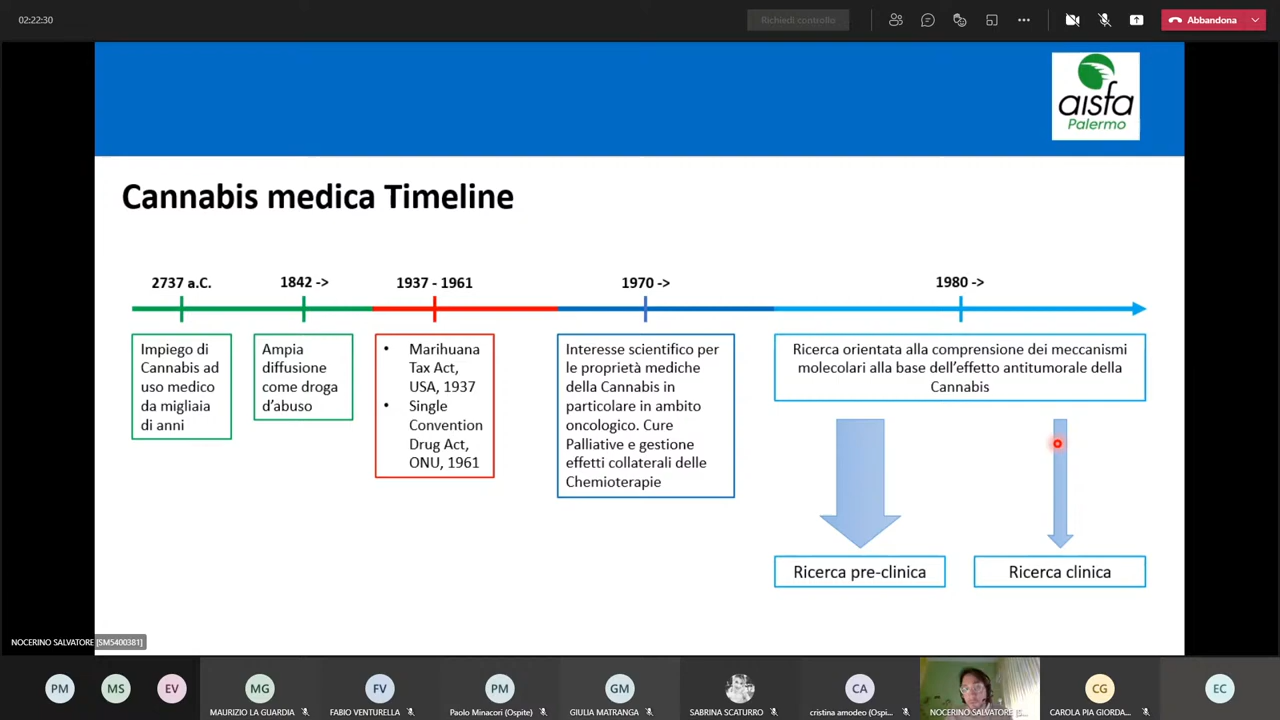 02:22:30
Richiedi controllo
Abbandona
aisfa
Palermo
Cannabis medica Timeline
2737 a.C.
1842 ->
1937 - 1961
1970 ->
1980 ->
Impiego di
Cannabis ad
uso medico
da migliaia
di anni
Ampia
diffusione
come droga
d'abuso
• Marihuana
Tax Act,
USA, 1937
• Single
Convention
Drug Act,
ONU, 1961
Interesse scientifico per
le proprietà mediche
della Cannabis in
particolare in ambito
oncologico. Cure
Palliative e gestione
effetti collaterali delle
Chemioterapie
Ricerca orientata alla comprensione dei meccanismi
molecolari alla base dell'effetto antitumorale della
Cannabis
Ricerca pre-clinica
Ricerca clinica
NOCERINO SALVATORE [SM5400381]
PM
MS
EV
MG
MAURIZIO LA GUARDIA
FV
FABIO VENTURELLA
PM
Paolo Minacori (Ospite)
GM
GIULIA MATRANGA
SABRINA SCATURRO
CA
cristina amodeo (Ospi...
NOCERINO SALVATORE [S...
CG
CAROLA PIA GIORDA...
EC